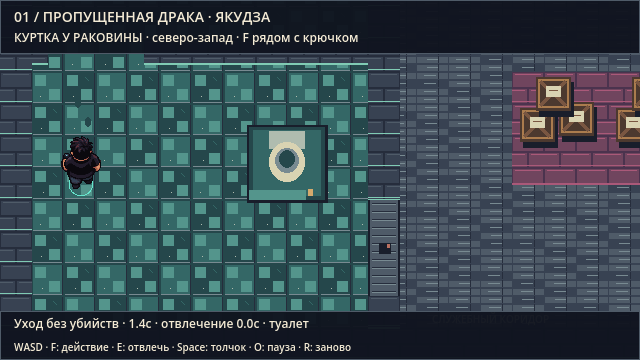 01 / ПРОПУЩЕННАЯ ДРАКА · ЯКУДЗА
КУРТКА У РАКОВИНЫ · северо-запад · F рядом с крючком
Уход без убийств · 1.4с · отвлечение 0.0с · туалет
WASD · F: действие · E: отвлечь · Space: толчок · O: пауза · R: заново